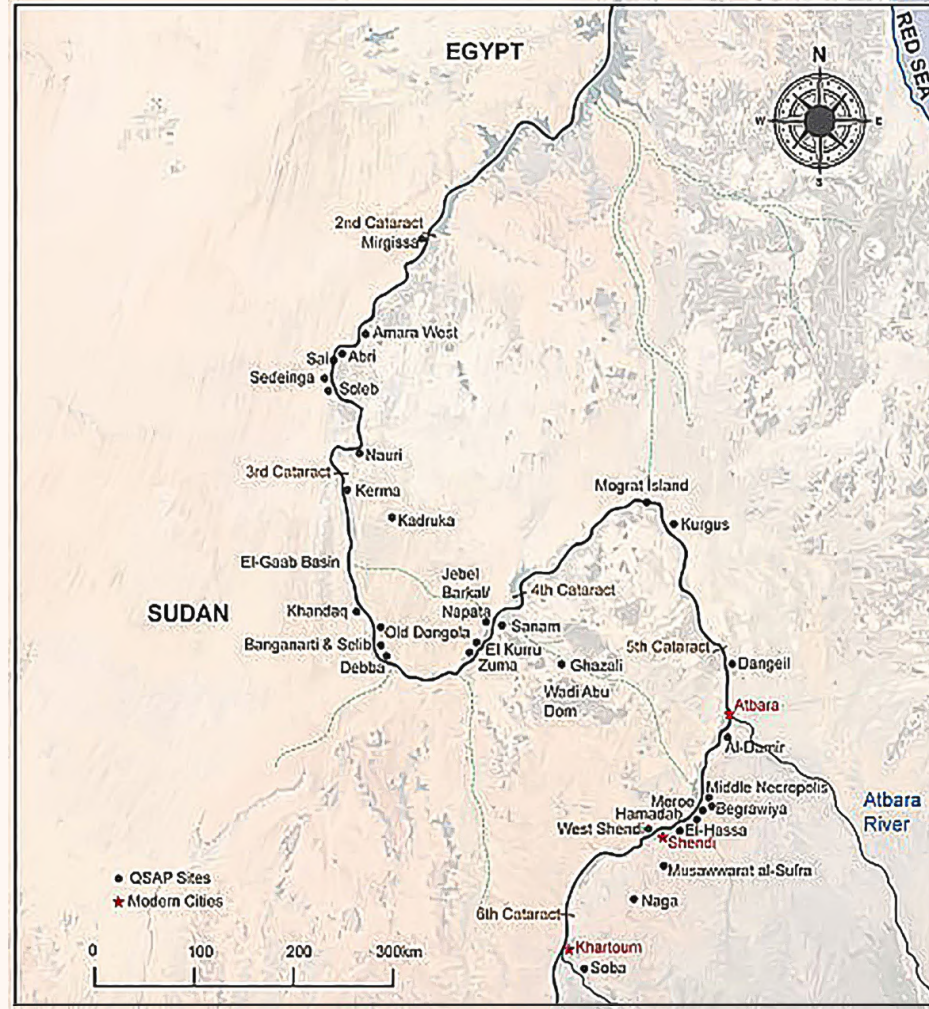 EGYPT
RED SEA
N
W
E
S
2nd Cataract
Mirgissa
Amara West
Sai
Abri
Sedeinga
Soleb
Nauri
3rd Cataract
Kerma
Mograt Island
Kadruka
Kurgus
El-Gaab Basin
Jebel
Barkal/
Napata
4th Cataract
SUDAN
Khandaq
Old Dongola
Sanam
Banganarti & Selib
El Kurru
5th Cataract
Debba
Zuma
Ghazali
Dangeil
Wadi Abu
Dom
Atbara
Al-Damir
Middle Necropolis
Meroe
Begrawiya
Hamadab
Atbara
River
West Shendi
El-Hassa
Shendi
Musawwarat al-Sufra
QSAP Sites
Modern Cities
Naga
6th Cataract
Khartoum
Soba
0
100
200
300km